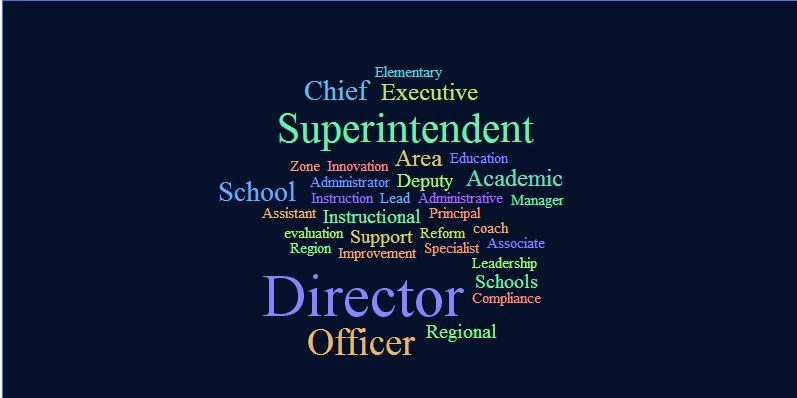 Elementary
Chief Executive
Superintendent
Zone Innovation Area Education
School Administrator Deputy Academic
Instruction Lead Administrative Manager
Assistant Instructional Principal
evaluation Support Reform coach
Region Improvement Specialist Associate
Leadership
Director Schools
Compliance
Officer Regional